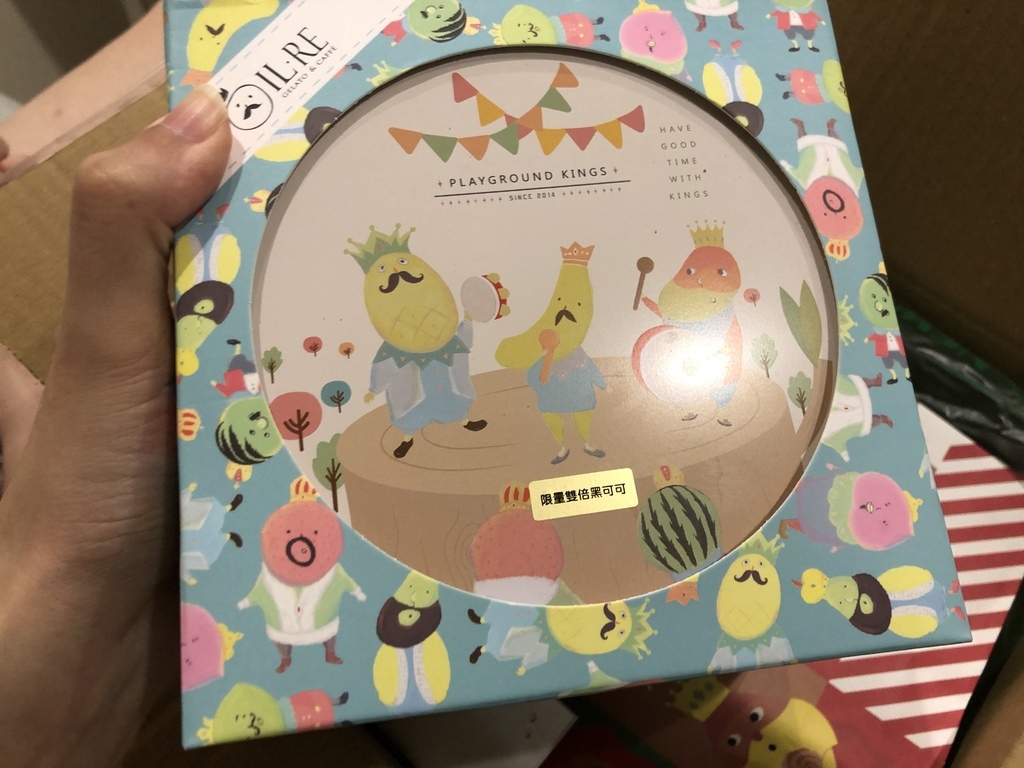 IL·RE
GELATO & CAFFÈ
PLAYGROUND KINGS
SINCE 2014
HAVE
GOOD
TIME
WITH
KINGS
限量雙倍黑可可